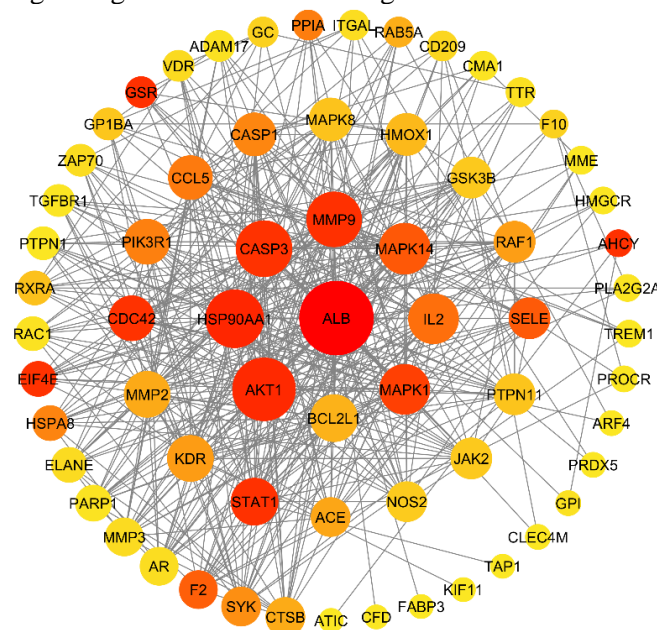 GC
PPIA
ITGAL
RAB5A
ADAM17
CD209
VDR
CMA1
GSR
TTR
CASP1
MAPK8
HMOX1
GP1BA
F10
ZAP70
CCL5
GSK3B
MME
TGFBR1
MMP9
HMGCR
PTPN1
PIK3R1
CASP3
MAPK14
RAF1
AHCY
RXRA
PLA2G2A
CDC42
HSP90AA1
ALB
IL2
SELE
RAC1
TREM1
EIF4E
MMP2
AKT1
MAPK1
PTPN11
PROCR
HSPA8
BCL2L1
ARF4
ELANE
KDR
JAK2
PRDX5
PARP1
STAT1
ACE
NOS2
GPI
MMP3
CLEC4M
AR
TAP1
F2
KIF11
SYK
CTSB
FABP3
ATIC
CFD